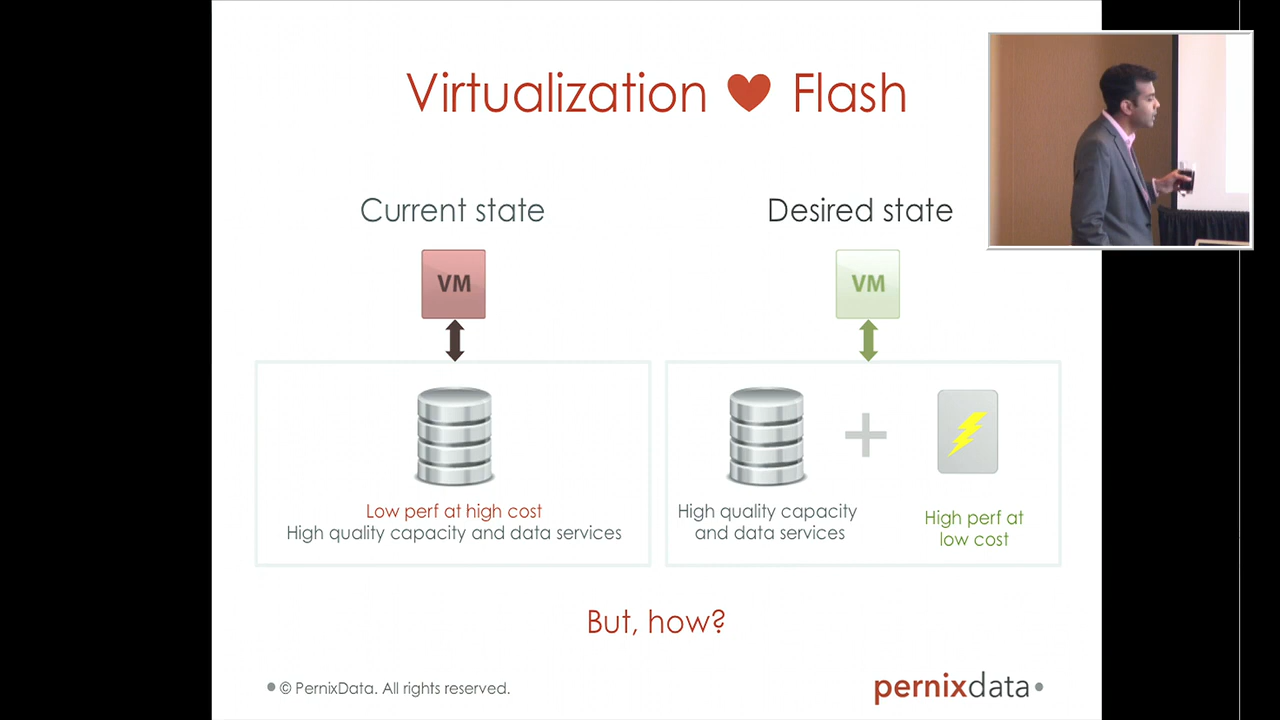 Virtualization ♥ Flash
Current state
Desired state
VM
VM
Low perf at high cost
High quality capacity and data services
High quality capacity
and data services
High perf at
low cost
But, how?
© PernixData. All rights reserved.
pernixdata